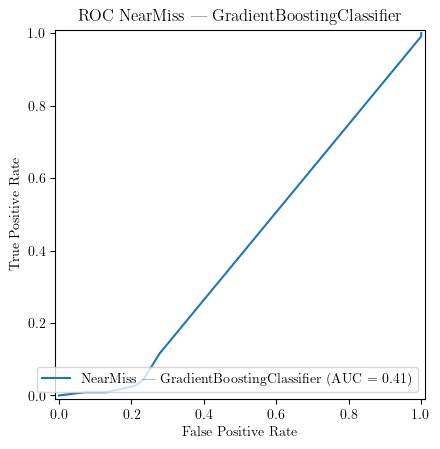 ROC NearMiss — GradientBoostingClassifier
True Positive Rate
1.0
0.8
0.6
0.4
0.2
0.0
NearMiss — GradientBoostingClassifier (AUC = 0.41)
0.0 0.2 0.4 0.6 0.8 1.0
False Positive Rate